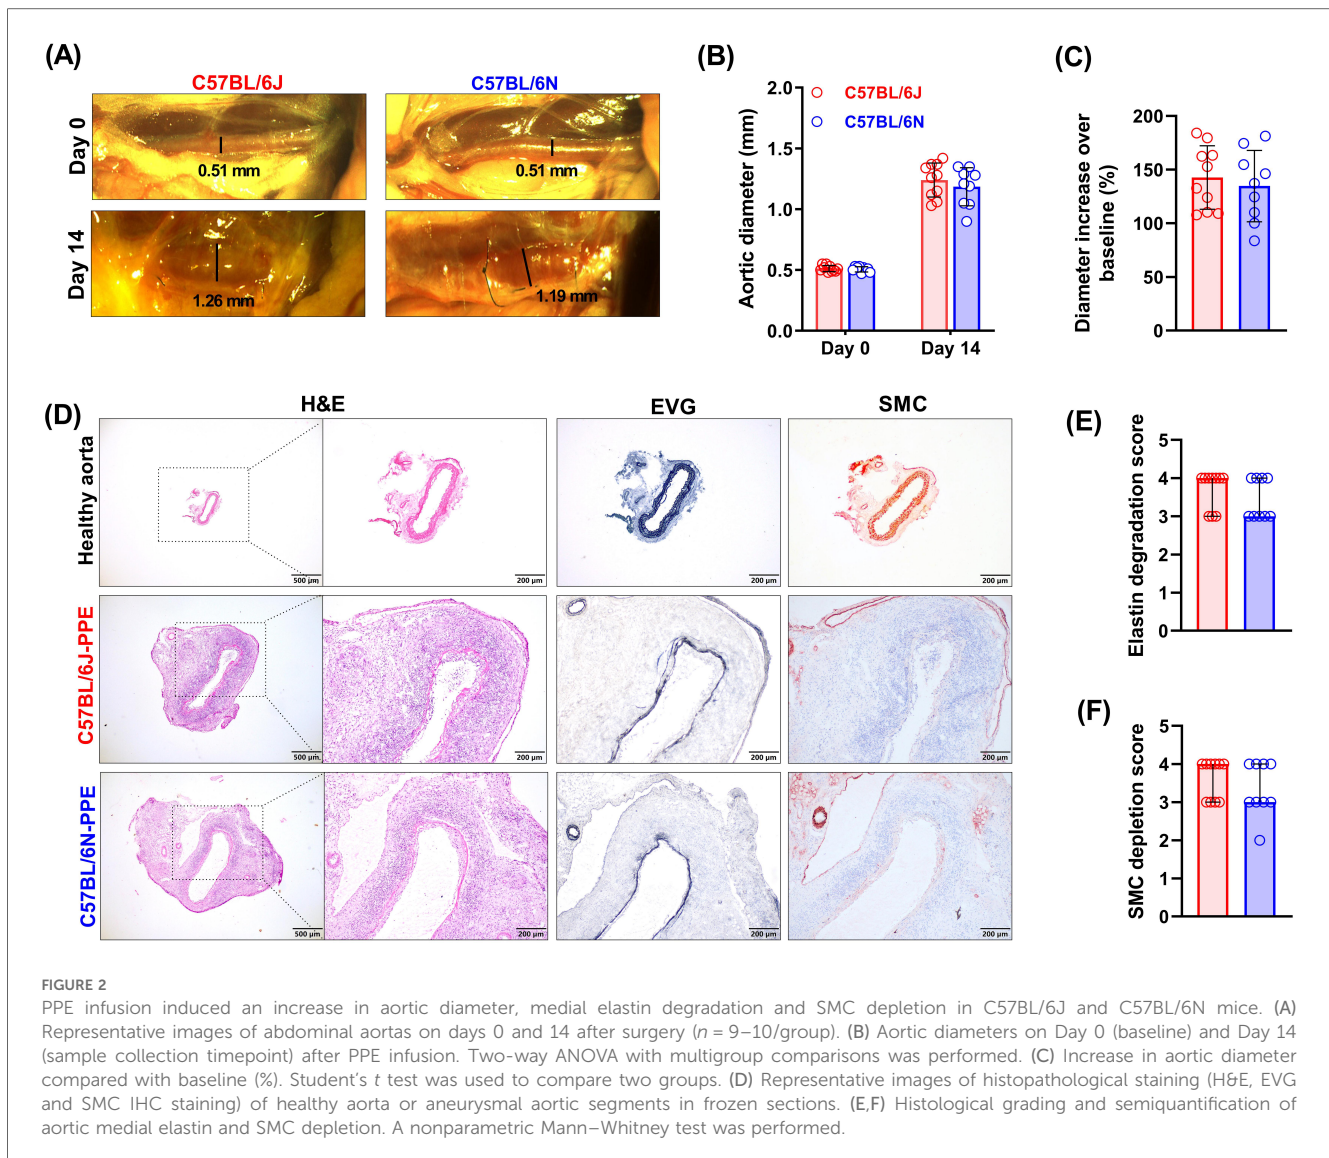 (A)
C57BL/6J
C57BL/6N
Day 0
0.51 mm
0.51 mm
Day 14
1.26 mm
1.19 mm
(B)
C57BL/6J
C57BL/6N
Aortic diameter (mm)
2.0
1.5
1.0
0.5
0.0
Day 0
Day 14
(C)
Diameter increase over
baseline (%)
200
150
100
50
0
(D)
H&E
EVG
SMC
Healthy aorta
500 μm
200 μm
200 μm
200 μm
C57BL/6J-PPE
500 μm
200 μm
200 μm
200 μm
C57BL/6N-PPE
500 μm
200 μm
200 μm
200 μm
(E)
Elastin degradation score
5
4
3
2
1
0
(F)
SMC depletion score
5
4
3
2
1
0
FIGURE 2
PPE infusion induced an increase in aortic diameter, medial elastin degradation and SMC depletion in C57BL/6J and C57BL/6N mice. (A)
Representative images of abdominal aortas on days 0 and 14 after surgery (n = 9–10/group). (B) Aortic diameters on Day 0 (baseline) and Day 14
(sample collection timepoint) after PPE infusion. Two-way ANOVA with multigroup comparisons was performed. (C) Increase in aortic diameter
compared with baseline (%). Student's t test was used to compare two groups. (D) Representative images of histopathological staining (H&E, EVG
and SMC IHC staining) of healthy aorta or aneurysmal aortic segments in frozen sections. (E,F) Histological grading and semiquantification of
aortic medial elastin and SMC depletion. A nonparametric Mann–Whitney test was performed.